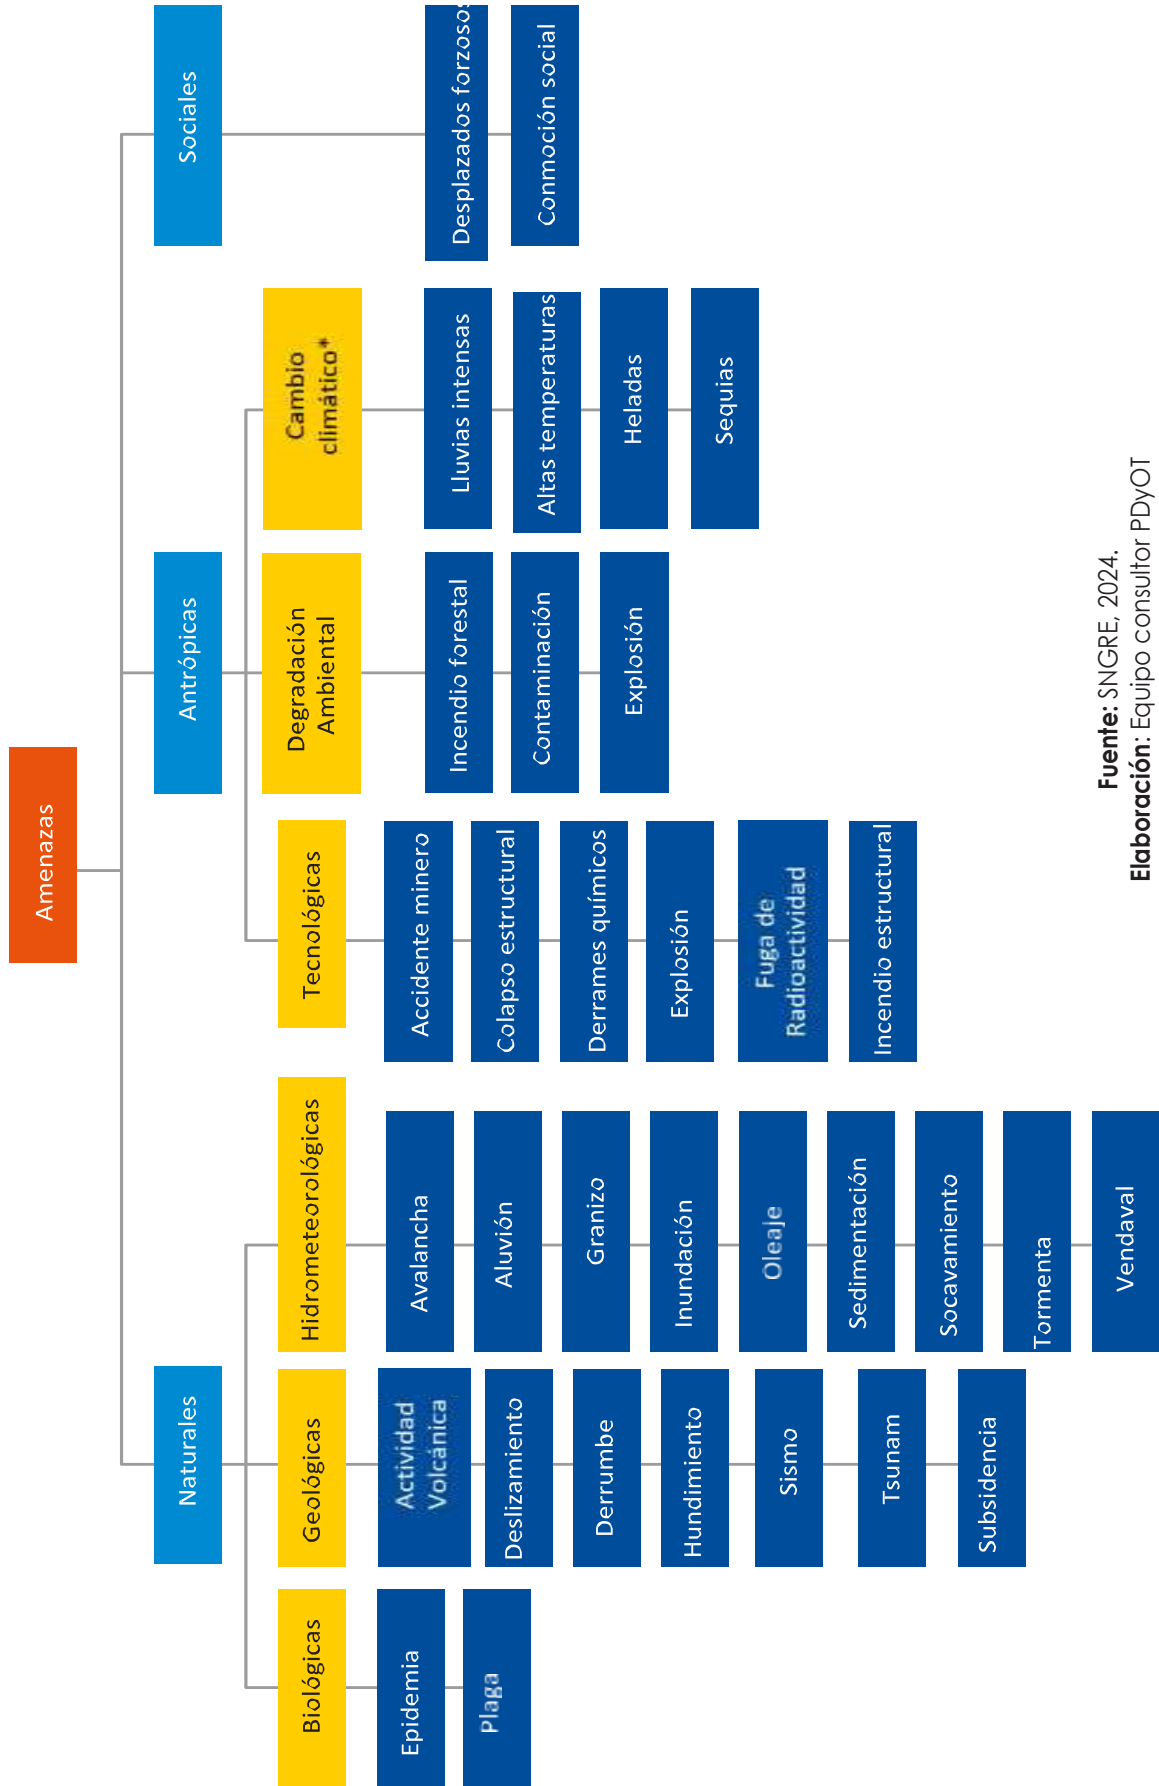 Amenazas
Naturales
Antrópicas
Sociales
Biológicas
Geológicas
Hidrometeorológicas
Tecnológicas
Degradación
Ambiental
Cambio
climático*
Epidemia
Plaga
Actividad
Volcánica
Deslizamiento
Derrumbe
Hundimiento
Sismo
Tsunam
Subsidencia
Avalancha
Aluvión
Granizo
Inundación
Oleaje
Sedimentación
Socavamiento
Tormenta
Vendaval
Accidente minero
Colapso estructural
Derrames químicos
Explosión
Fuga de
Radioactividad
Incendio estructural
Incendio forestal
Contaminación
Explosión
Lluvias intensas
Altas temperaturas
Heladas
Sequias
Desplazados forzosos
Conmoción social
Fuente: SNGRE, 2024.
Elaboración: Equipo consultor PDyOT